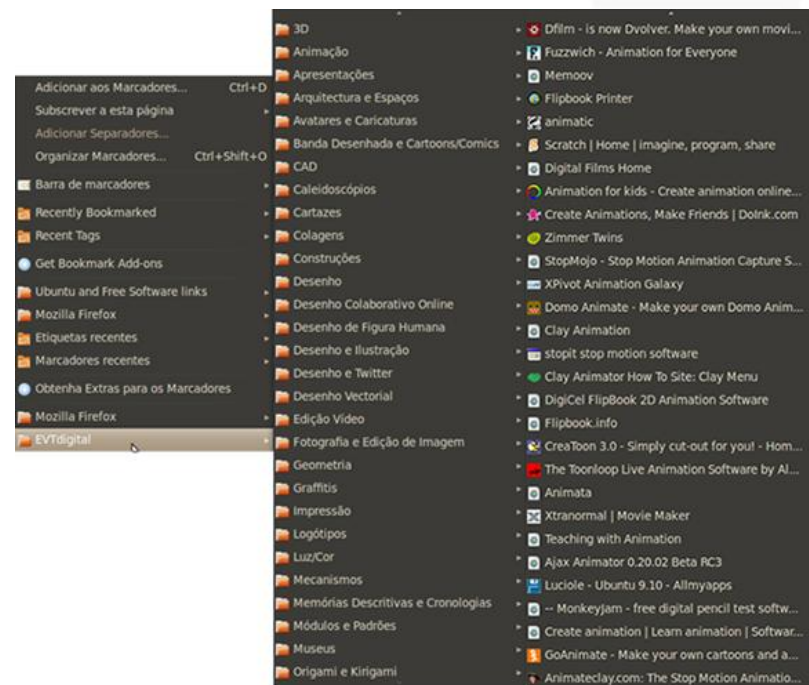 Adicionar aos Marcadores... Ctrl+D
Subscrever a esta página
Adicionar Separadores...
Organizar Marcadores... Ctrl+Shift+O
Barra de marcadores
Recently Bookmarked
Recent Tags
Get Bookmark Add-ons
Ubuntu and Free Software links
Mozilla Firefox
Etiquetas recentes
Marcadores recentes
Obtenha Extras para os Marcadores
Mozilla Firefox
EVTdigital
3D
Animação
Apresentações
Arquitectura e Espaços
Avatares e Caricaturas
Banda Desenhada e Cartoons/Comics
CAD
Caleidoscópios
Cartazes
Colagens
Construções
Desenho
Desenho Colaborativo Online
Desenho de Figura Humana
Desenho e Ilustração
Desenho e Twitter
Desenho Vectorial
Edição Vídeo
Fotografia e Edição de Imagem
Geometria
Graffitis
Impressão
Logótipos
Luz/Cor
Mecanismos
Memórias Descritivas e Cronologias
Módulos e Padrões
Museus
Origami e Kirigami
Dfilm - is now Dvolver. Make your own movi...
Fuzzwich - Animation for Everyone
Memoov
Flipbook Printer
animatic
Scratch | Home | imagine, program, share
Digital Films Home
Animation for kids - Create animation online...
Create Animations, Make Friends | DoInk.com
Zimmer Twins
StopMojo - Stop Motion Animation Capture S...
XPivot Animation Galaxy
Domo Animate - Make your own Domo Anim...
Clay Animation
stopit stop motion software
Clay Animator How To Site: Clay Menu
DigiCel FlipBook 2D Animation Software
Flipbook.info
CreaToon 3.0 - Simply cut-out for you! - Hom...
The Toonloop Live Animation Software by Al...
Animata
Xtranormal | Movie Maker
Teaching with Animation
Ajax Animator 0.20.02 Beta RC3
Luciole - Ubuntu 9.10 - Allmyapps
-- MonkeyJam - free digital pencil test softw...
Create animation | Learn animation | Softwar...
GoAnimate - Make your own cartoons and a...
Animateclay.com: The Stop Motion Animatio...